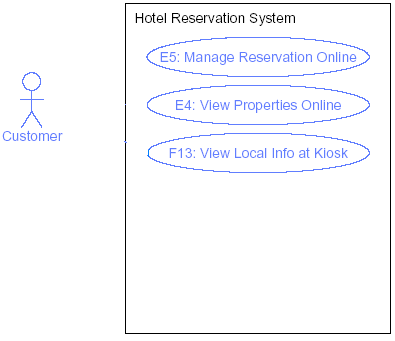 Hotel Reservation System
E5: Manage Reservation Online
E4: View Properties Online
Customer
F13: View Local Info at Kiosk